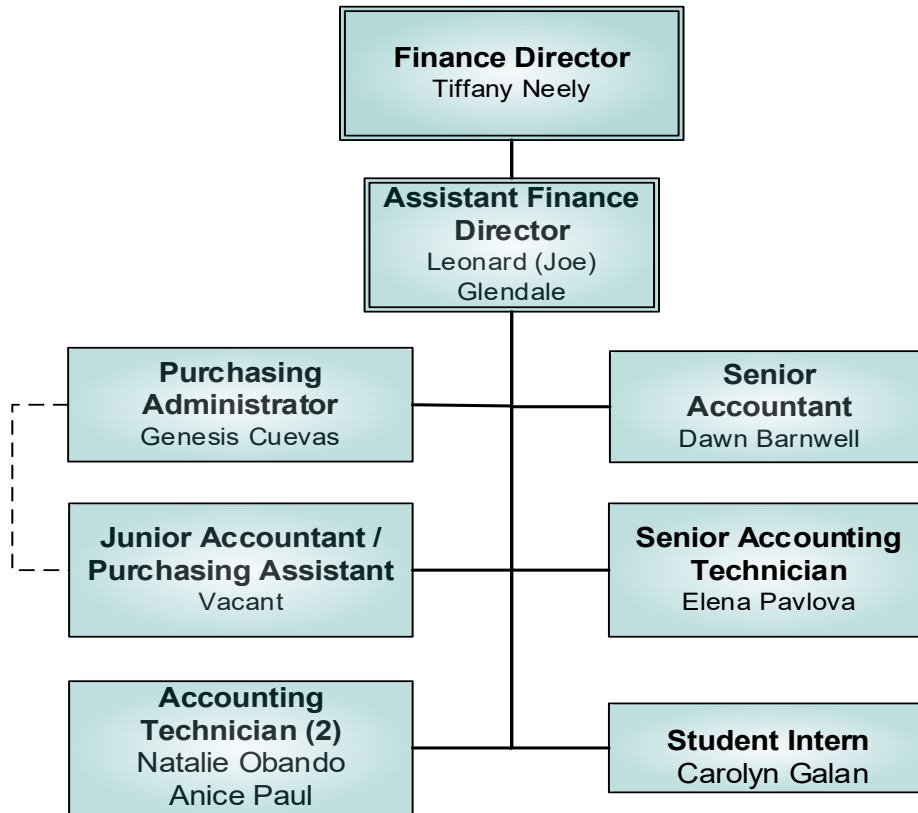 Finance Director
Tiffany Neely
Assistant Finance
Director
Leonard (Joe)
Glendale
Purchasing
Administrator
Genesis Cuevas
Senior
Accountant
Dawn Barnwell
Junior Accountant /
Purchasing Assistant
Vacant
Senior Accounting
Technician
Elena Pavlova
Accounting
Technician (2)
Natalie Obando
Anice Paul
Student Intern
Carolyn Galan